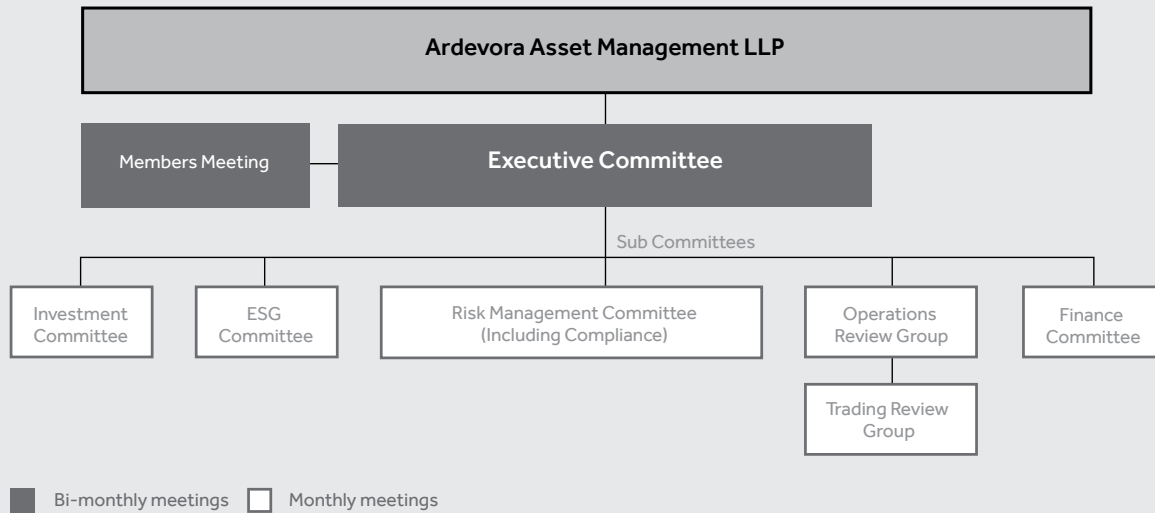 Ardevora Asset Management LLP
Members Meeting
Executive Committee
Sub Committees
Investment
Committee
ESG
Committee
Risk Management Committee
(Including Compliance)
Operations
Review Group
Finance
Committee
Trading Review
Group
Bi-monthly meetings
Monthly meetings